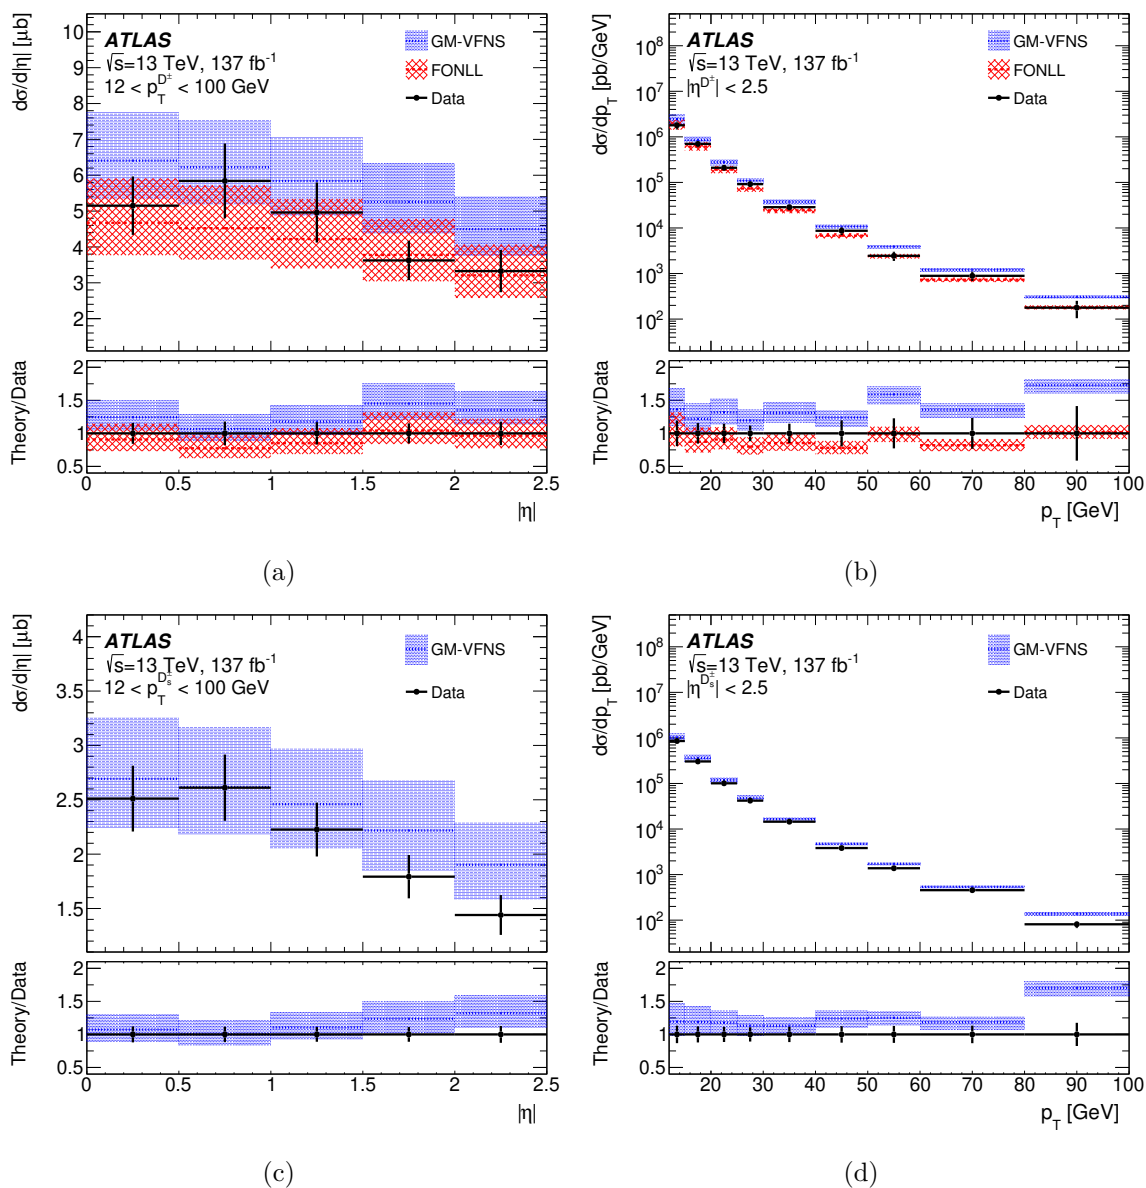 ATLAS
√s=13 TeV, 137 fb⁻¹
12 < p_T^{D^±} < 100 GeV
GM-VFNS
FONLL
Data
dσ/d|η| [μb]
10
9
8
7
6
5
4
3
2
Theory/Data
2
1.5
1
0.5
0 0.5 1 1.5 2 2.5
|η|
(a)
ATLAS
√s=13 TeV, 137 fb⁻¹
|η^{D^±}| < 2.5
GM-VFNS
FONLL
Data
dσ/dp_T [pb/GeV]
10⁸
10⁷
10⁶
10⁵
10⁴
10³
10²
Theory/Data
2
1.5
1
0.5
20 30 40 50 60 70 80 90 100
p_T [GeV]
(b)
ATLAS
√s=13 TeV, 137 fb⁻¹
12 < p_T^{D_s^±} < 100 GeV
GM-VFNS
Data
dσ/d|η| [μb]
4
3.5
3
2.5
2
1.5
Theory/Data
2
1.5
1
0.5
0 0.5 1 1.5 2 2.5
|η|
(c)
ATLAS
√s=13 TeV, 137 fb⁻¹
|η^{D_s^±}| < 2.5
GM-VFNS
Data
dσ/dp_T [pb/GeV]
10⁸
10⁷
10⁶
10⁵
10⁴
10³
10²
Theory/Data
2
1.5
1
0.5
20 30 40 50 60 70 80 90 100
p_T [GeV]
(d)